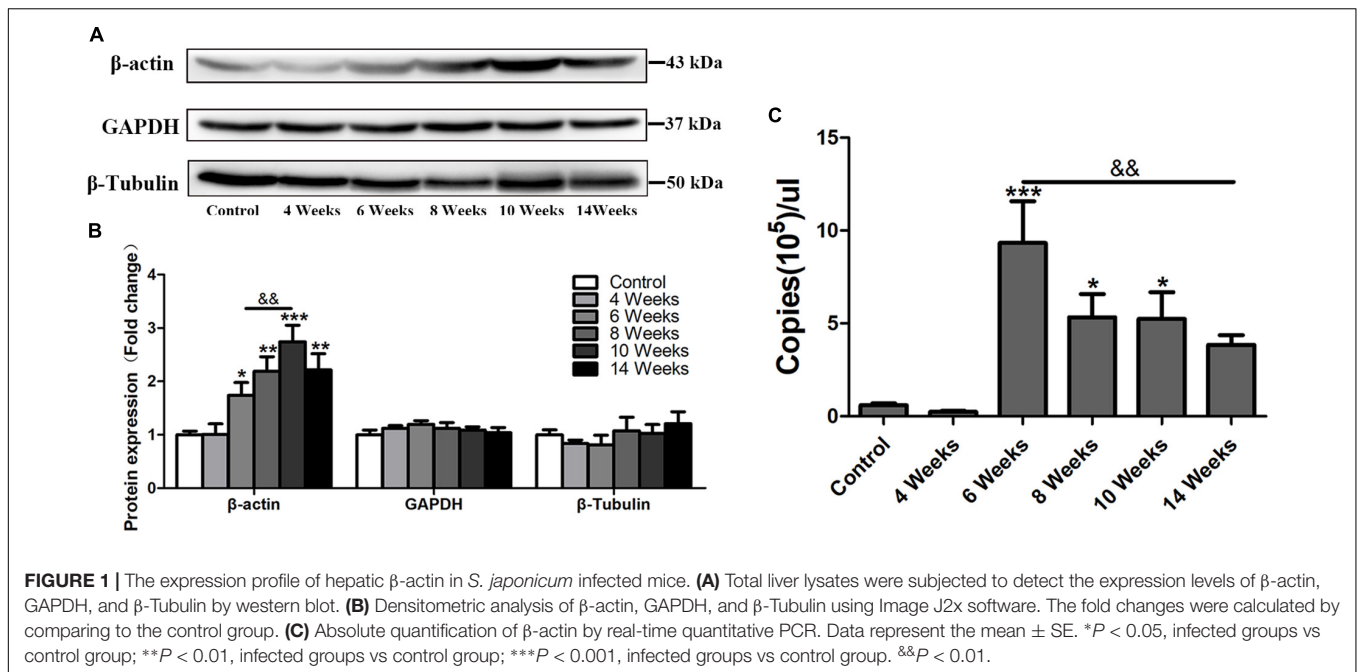 A
β-actin
43 kDa
GAPDH
37 kDa
β-Tubulin
50 kDa
Control 4 Weeks 6 Weeks 8 Weeks 10 Weeks 14Weeks
B
Protein expression（Fold change）
4
3
2
1
0
&&
*
**
***
**
Control
4 Weeks
6 Weeks
8 Weeks
10 Weeks
14 Weeks
β-actin GAPDH β-Tubulin
C
Copies(10⁵)/ul
15
10
5
0
&&
***
*
*
Control 4 Weeks 6 Weeks 8 Weeks 10 Weeks 14 Weeks
FIGURE 1 | The expression profile of hepatic β-actin in S. japonicum infected mice. (A) Total liver lysates were subjected to detect the expression levels of β-actin,
GAPDH, and β-Tubulin by western blot. (B) Densitometric analysis of β-actin, GAPDH, and β-Tubulin using Image J2x software. The fold changes were calculated by
comparing to the control group. (C) Absolute quantification of β-actin by real-time quantitative PCR. Data represent the mean ± SE. *P < 0.05, infected groups vs
control group; **P < 0.01, infected groups vs control group; ***P < 0.001, infected groups vs control group. &&P < 0.01.